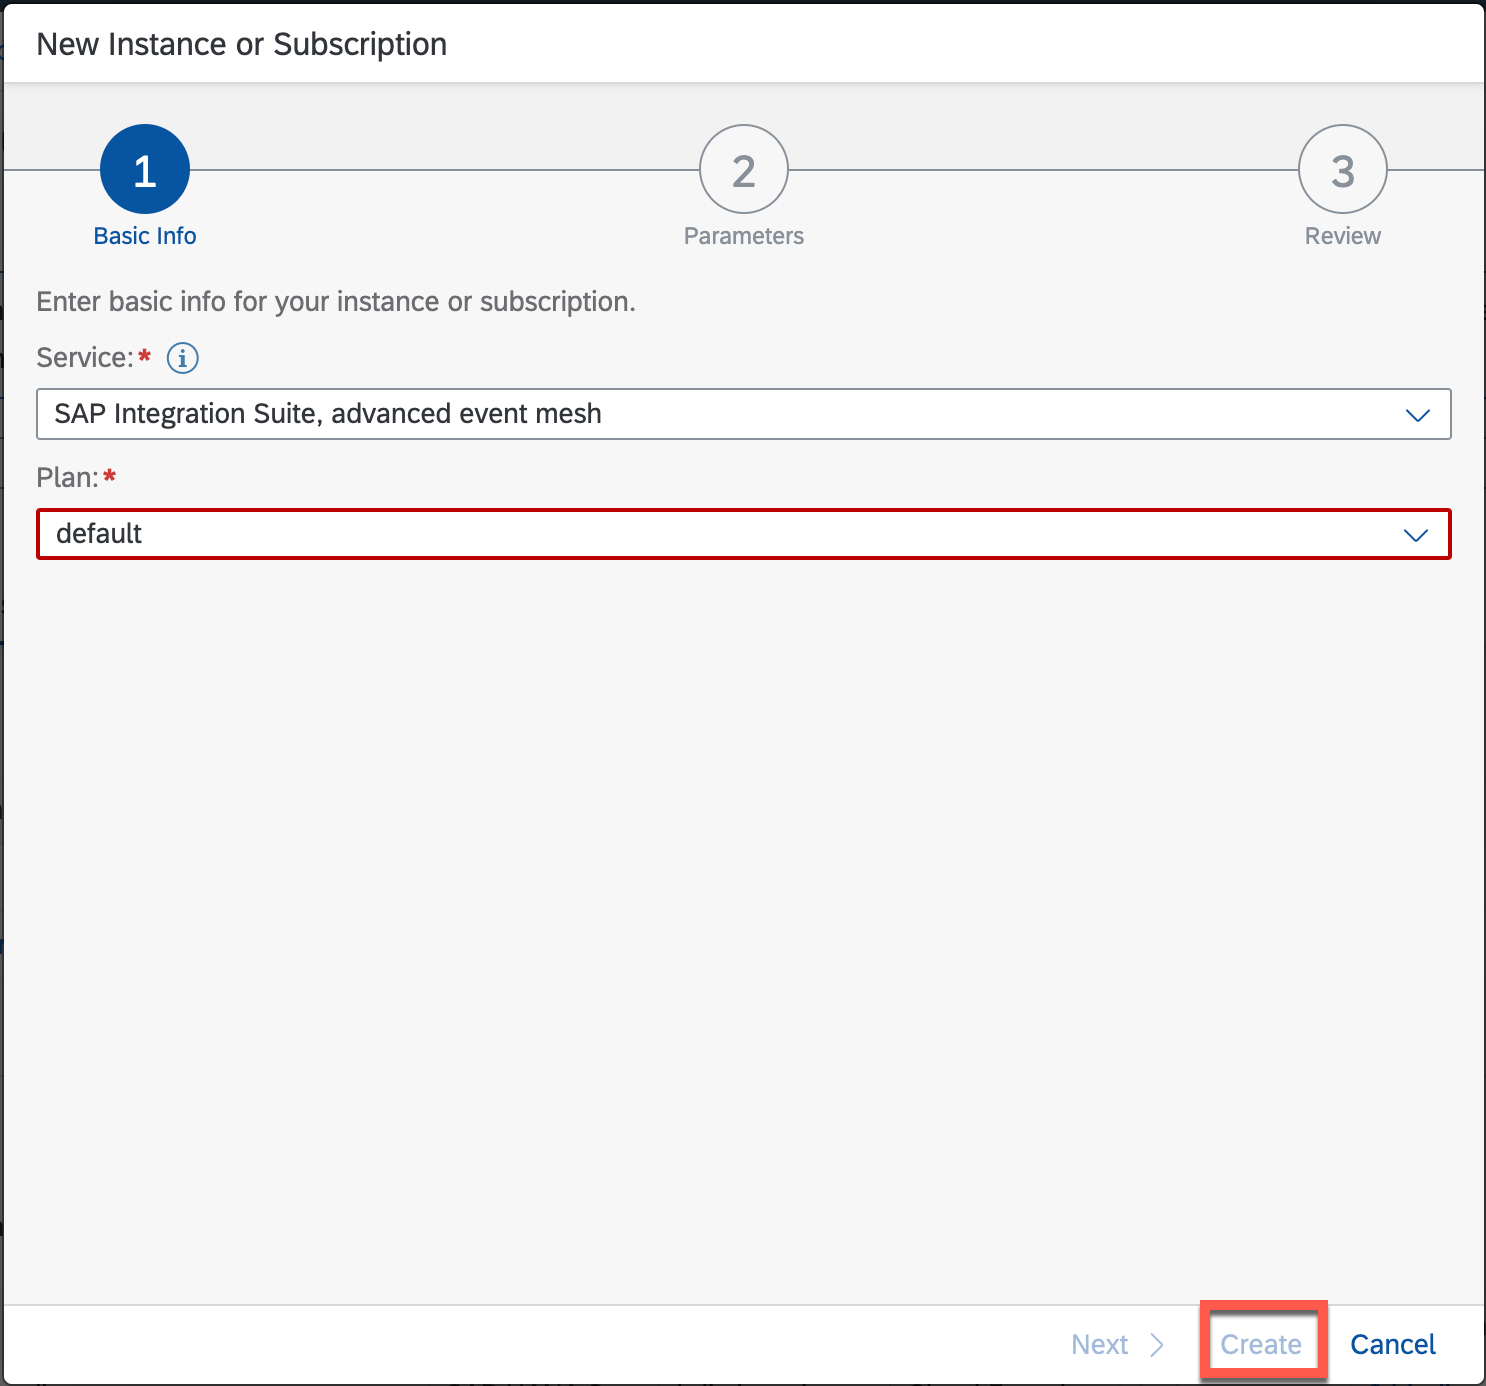 New Instance or Subscription
1
2
3
Basic Info
Parameters
Review
Enter basic info for your instance or subscription.
Service:*
SAP Integration Suite, advanced event mesh
Plan:*
default
Next
Create
Cancel